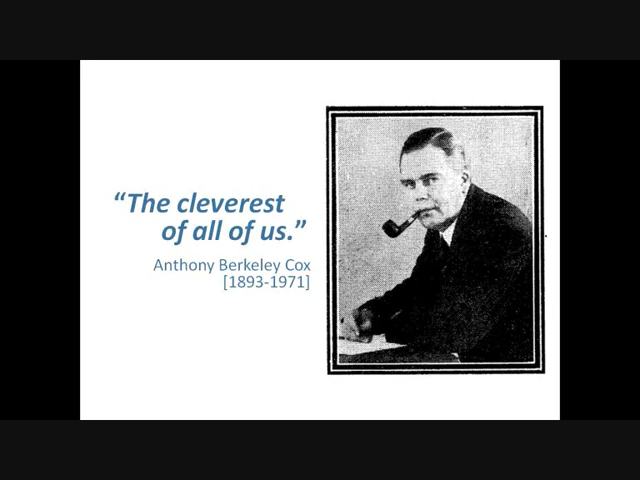 “The cleverest
of all of us.”
Anthony Berkeley Cox
[1893-1971]